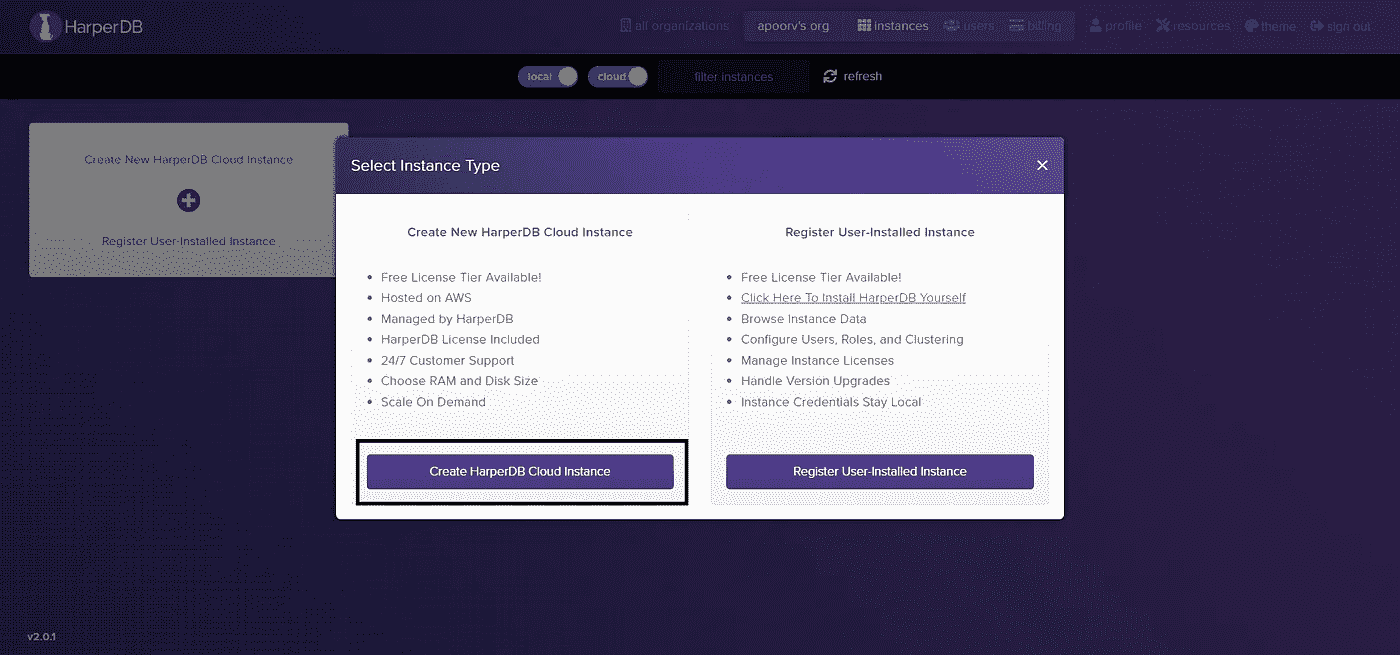 HarperDB
all organizations
apoorv's org
instances
users
billing
profile
resources
theme
sign out
local
cloud
filter instances
refresh
Create New HarperDB Cloud Instance
Register User-Installed Instance
Select Instance Type
Create New HarperDB Cloud Instance
Free License Tier Available!
Hosted on AWS
Managed by HarperDB
HarperDB License Included
24/7 Customer Support
Choose RAM and Disk Size
Scale On Demand
Create HarperDB Cloud Instance
Register User-Installed Instance
Free License Tier Available!
Click Here To Install HarperDB Yourself
Browse Instance Data
Configure Users, Roles, and Clustering
Manage Instance Licenses
Handle Version Upgrades
Instance Credentials Stay Local
Register User-Installed Instance
v2.0.1